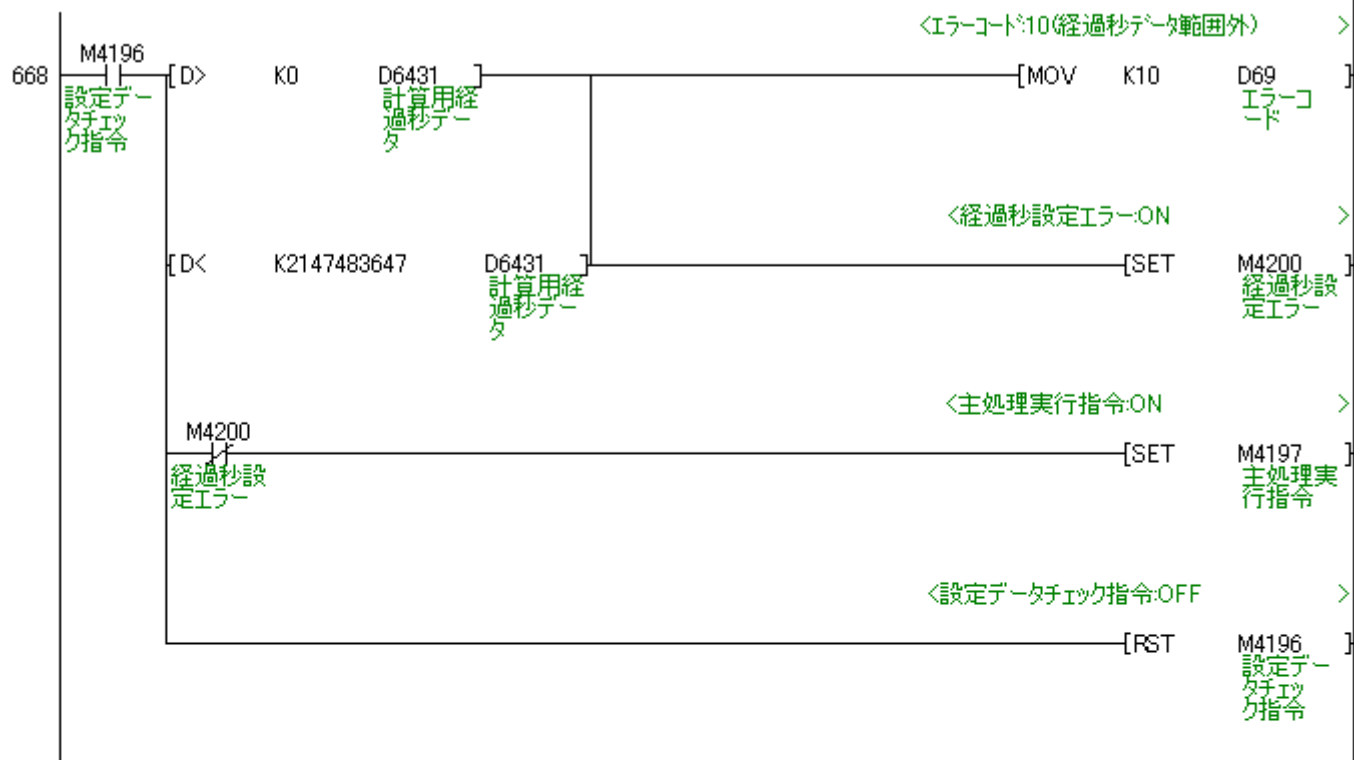 <エラーコード:10(経過秒データ範囲外) >
M4196
668 [D> K0 D6431 ] [MOV K10 D69 ]
設定デー
タチェッ
ク指令
計算用経
過秒デー
タ
エラーコ
ード
<経過秒設定エラー:ON >
[D< K2147483647 D6431 ] [SET M4200 ]
計算用経
過秒デー
タ
経過秒設
定エラー
<主処理実行指令:ON >
M4200
[SET M4197 ]
経過秒設
定エラー
主処理実
行指令
<設定データチェック指令:OFF >
[RST M4196 ]
設定デー
タチェッ
ク指令